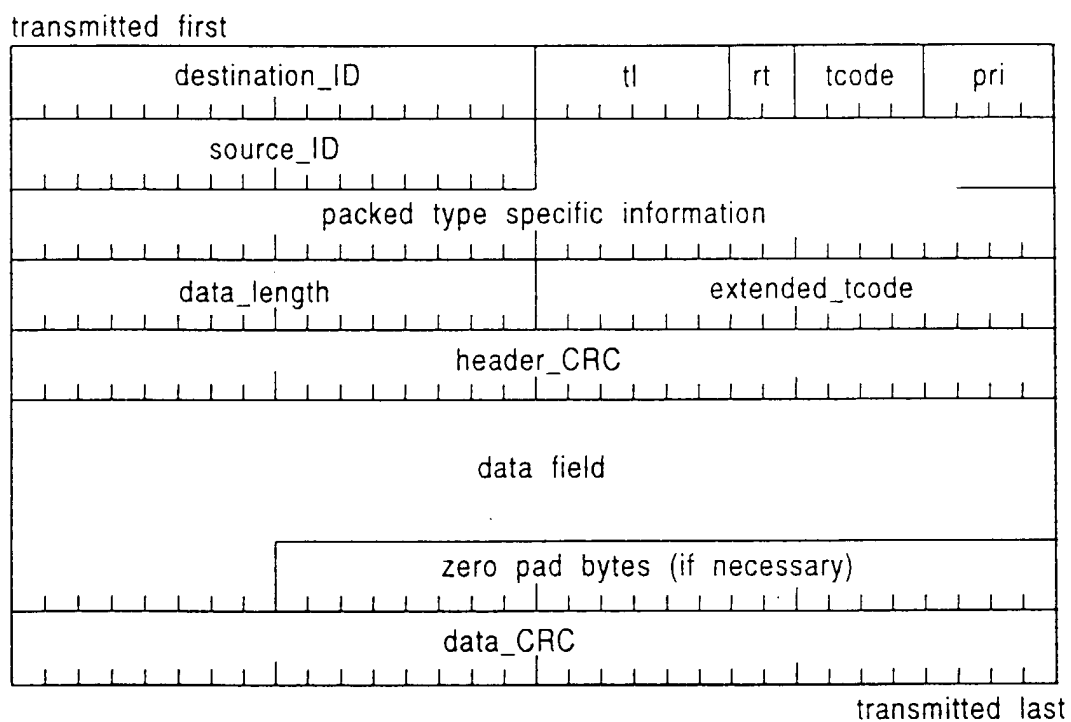 transmitted first
destination_ID tl rt tcode pri
source_ID
packed type specific information
data_length extended_tcode
header_CRC
data field
zero pad bytes (if necessary)
data_CRC
transmitted last